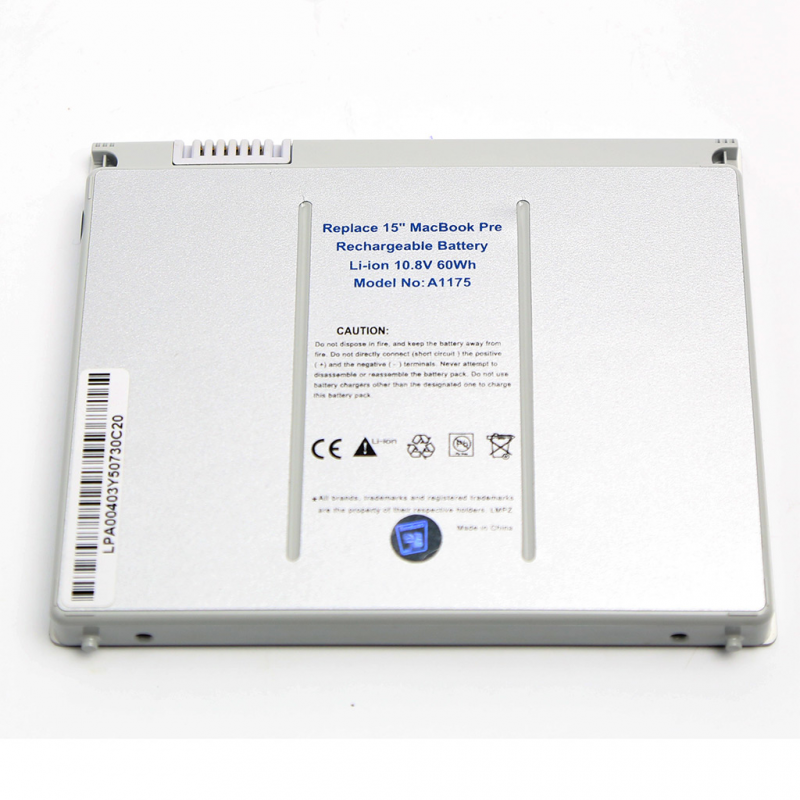 Replace 15" MacBook Pre
Rechargeable Battery
Li-ion 10.8V 60Wh
Model No: A1175
CAUTION:
Do not dispose in fire, and keep the battery away from
fire. Do not directly connect (short circuit ) the positive
( + ) and the negative ( - ) terminals. Never attempt to
disassemble or reassemble the battery pack. Do not use
battery chargers other than the designated one to charge
this battery pack.
CE Li-ion
All brands, trademarks and registered trademarks
are the property of their respective holders. LMPZ
Made in China
LPA00403Y50730C20